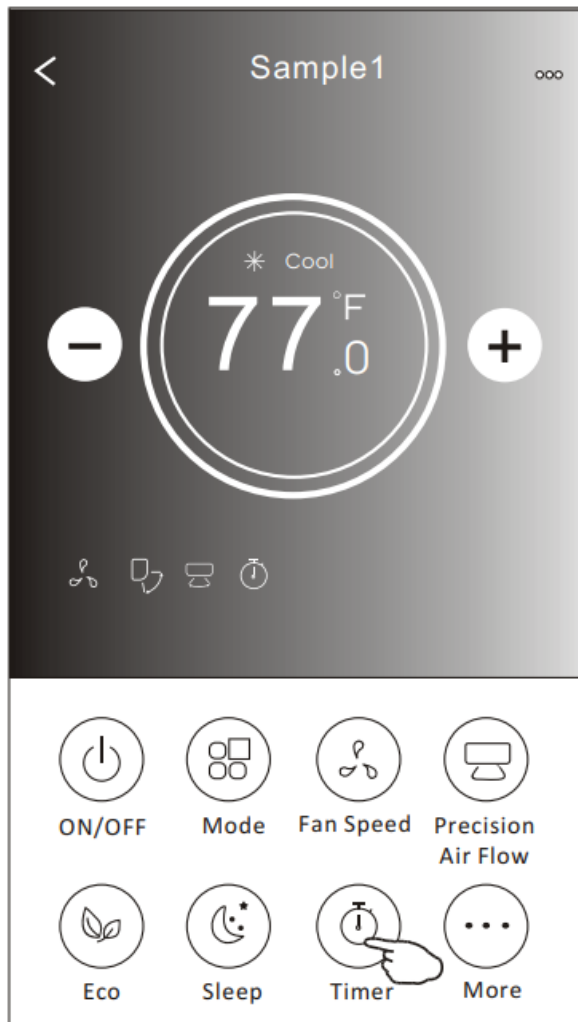 Sample1
Cool
77.0 °F
ON/OFF
Mode
Fan Speed
Precision
Air Flow
Eco
Sleep
Timer
More